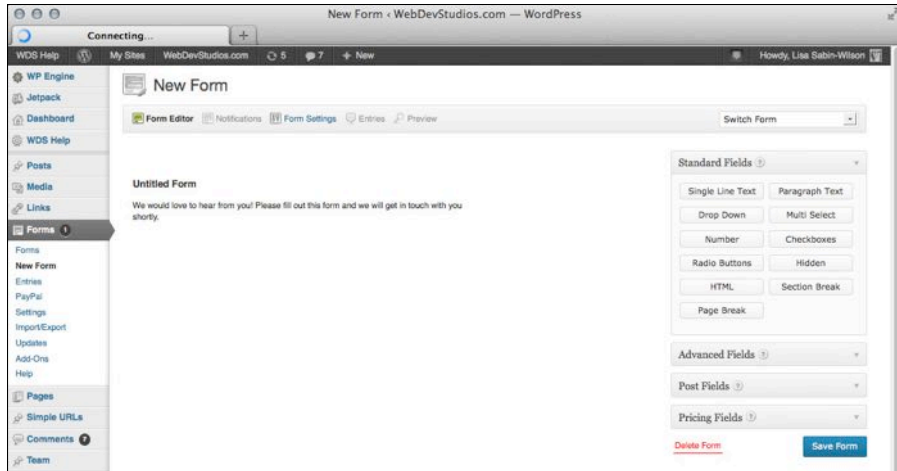 New Form ‹ WebDevStudios.com — WordPress
Connecting...
WDS Help My Sites WebDevStudios.com 5 7 + New Howdy, Lisa Sabin-Wilson
WP Engine
Jetpack
Dashboard
WDS Help
Posts
Media
Links
Forms 1
Forms
New Form
Entries
PayPal
Settings
Import/Export
Updates
Add-Ons
Help
Pages
Simple URLs
Comments 7
Team
New Form
Form Editor Notifications Form Settings Entries Preview
Switch Form
Untitled Form
We would love to hear from you! Please fill out this form and we will get in touch with you
shortly.
Standard Fields ?
Single Line Text Paragraph Text
Drop Down Multi Select
Number Checkboxes
Radio Buttons Hidden
HTML Section Break
Page Break
Advanced Fields ?
Post Fields ?
Pricing Fields ?
Delete Form Save Form